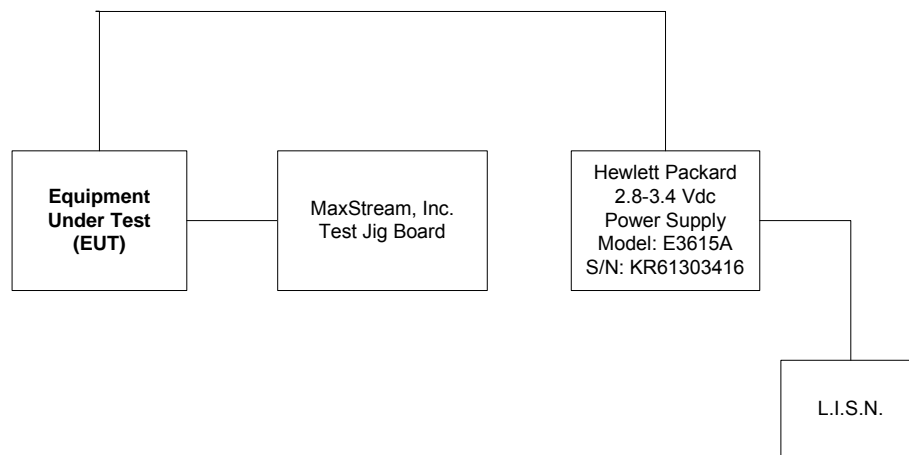 Equipment
Under Test
(EUT)
MaxStream, Inc.
Test Jig Board
Hewlett Packard
2.8-3.4 Vdc
Power Supply
Model: E3615A
S/N: KR61303416
L.I.S.N.